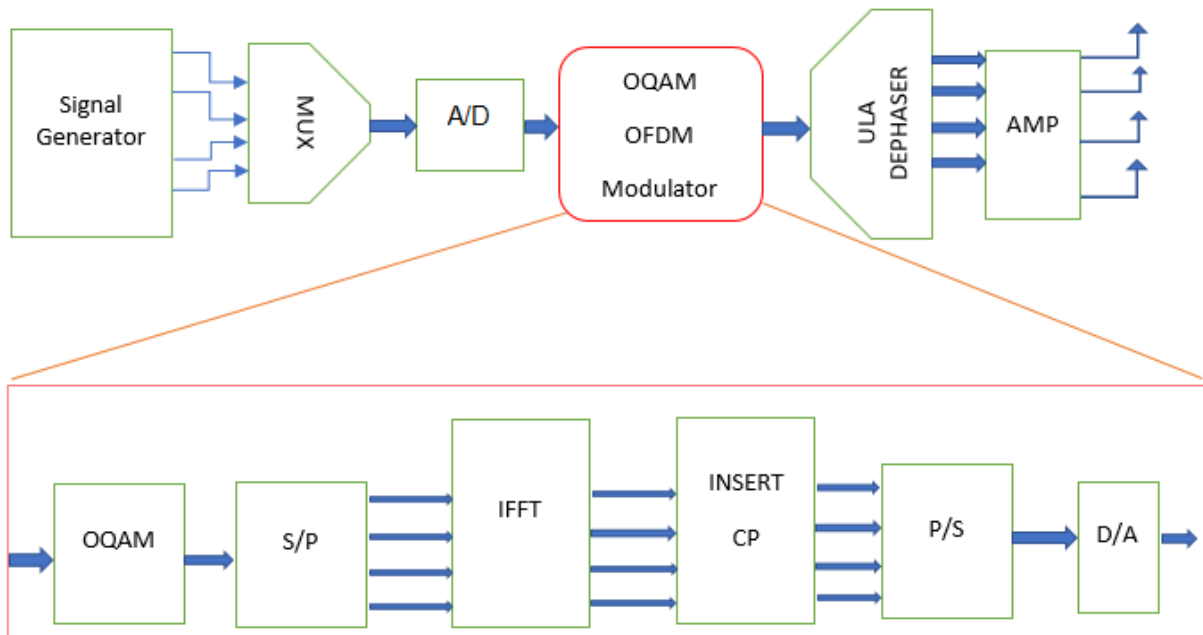 Signal
Generator
MUX
A/D
OQAM
OFDM
Modulator
ULA
DEPHASER
AMP
OQAM
S/P
IFFT
INSERT
CP
P/S
D/A